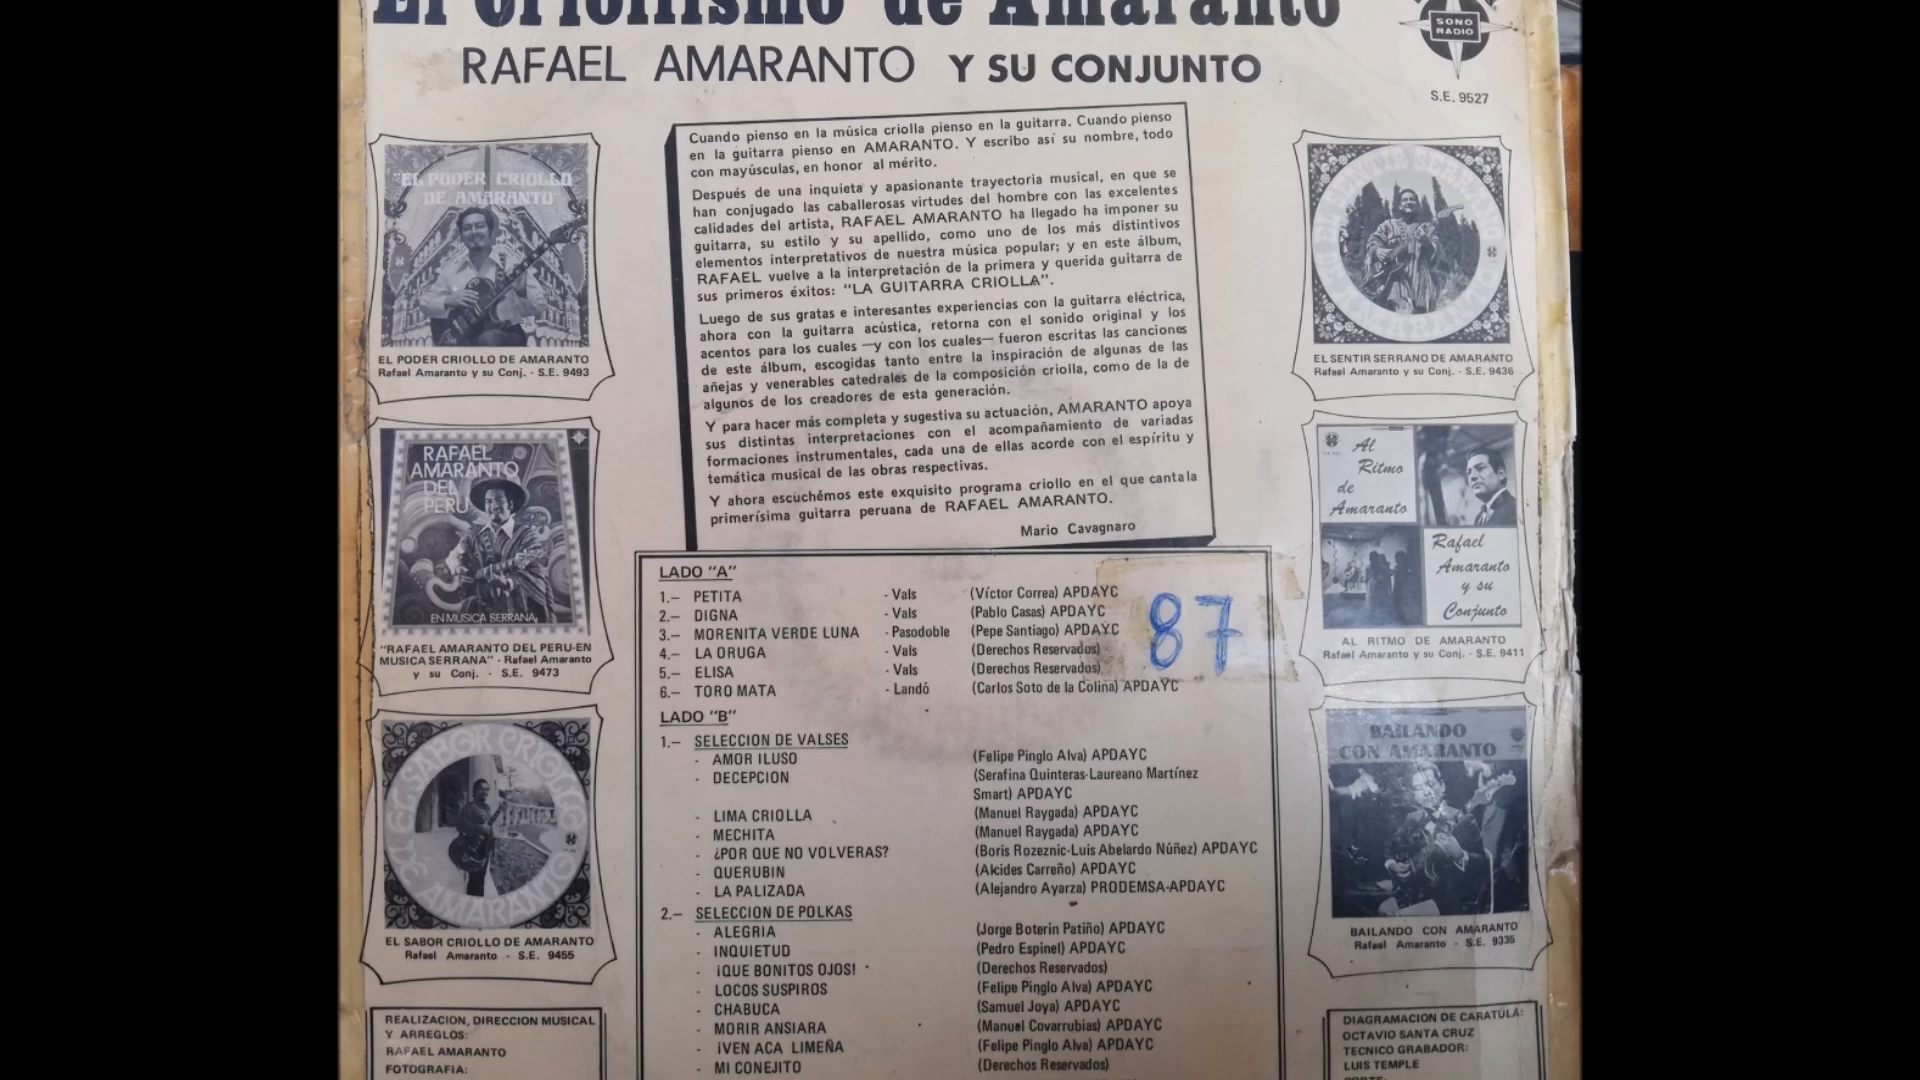 El Criollismo de Amaranto
RAFAEL AMARANTO Y SU CONJUNTO
SONO
RADIO
S.E. 9527
Cuando pienso en la música criolla pienso en la guitarra. Cuando pienso
en la guitarra pienso en AMARANTO. Y escribo así su nombre, todo
con mayúsculas, en honor al mérito.
Después de una inquieta y apasionante trayectoria musical, en que se
han conjugado las caballerosas virtudes del hombre con las excelentes
calidades del artista, RAFAEL AMARANTO ha llegado ha imponer su
guitarra, su estilo y su apellido, como uno de los más distintivos
elementos interpretativos de nuestra música popular; y en este álbum,
RAFAEL vuelve a la interpretación de la primera y querida guitarra de
sus primeros éxitos: "LA GUITARRA CRIOLLA".
Luego de sus gratas e interesantes experiencias con la guitarra eléctrica,
ahora con la guitarra acústica, retorna con el sonido original y los
acentos para los cuales —y con los cuales— fueron escritas las canciones
de este álbum, escogidas tanto entre la inspiración de algunas de las
añejas y venerables catedrales de la composición criolla, como de la de
algunos de los creadores de esta generación.
Y para hacer más completa y sugestiva su actuación, AMARANTO apoya
sus distintas interpretaciones con el acompañamiento de variadas
formaciones instrumentales, cada una de ellas acorde con el espíritu y
temática musical de las obras respectivas.
Y ahora escuchémos este exquisito programa criollo en el que canta la
primerísima guitarra peruana de RAFAEL AMARANTO.
Mario Cavagnaro
"EL PODER CRIOLLO
DE AMARANTO"
EL PODER CRIOLLO DE AMARANTO
Rafael Amaranto y su Conj. - S.E. 9493
RAFAEL
AMARANTO
DEL
PERU
EN MUSICA SERRANA
"RAFAEL AMARANTO DEL PERU-EN
MUSICA SERRANA" - Rafael Amaranto
y su Conj. - S.E. 9473
EL SABOR CRIOLLO
DE AMARANTO
EL SABOR CRIOLLO DE AMARANTO
Rafael Amaranto - S.E. 9455
REALIZACION, DIRECCION MUSICAL
Y ARREGLOS:
RAFAEL AMARANTO
FOTOGRAFIA:
LADO "A"
1.- PETITA - Vals (Víctor Correa) APDAYC
2.- DIGNA - Vals (Pablo Casas) APDAYC
3.- MORENITA VERDE LUNA - Pasodoble (Pepe Santiago) APDAYC
4.- LA ORUGA - Vals (Derechos Reservados)
5.- ELISA - Vals (Derechos Reservados)
6.- TORO MATA - Landó (Carlos Soto de la Colina) APDAYC
87
LADO "B"
1.- SELECCION DE VALSES
- AMOR ILUSO (Felipe Pinglo Alva) APDAYC
- DECEPCION (Serafina Quinteras-Laureano Martínez
Smart) APDAYC
- LIMA CRIOLLA (Manuel Raygada) APDAYC
- MECHITA (Manuel Raygada) APDAYC
- ¿POR QUE NO VOLVERAS? (Boris Rozeznic-Luis Abelardo Núñez) APDAYC
- QUERUBIN (Alcides Carreño) APDAYC
- LA PALIZADA (Alejandro Ayarza) PRODEMSA-APDAYC
2.- SELECCION DE POLKAS
- ALEGRIA (Jorge Boterin Patiño) APDAYC
- INQUIETUD (Pedro Espinel) APDAYC
- ¡QUE BONITOS OJOS! (Derechos Reservados)
- LOCOS SUSPIROS (Felipe Pinglo Alva) APDAYC
- CHABUCA (Samuel Joya) APDAYC
- MORIR ANSIARA (Manuel Covarrubias) APDAYC
- ¡VEN ACA LIMEÑA (Felipe Pinglo Alva) APDAYC
- MI CONEJITO (Derechos Reservados)
EL SENTIR SERRANO
DE AMARANTO
EL SENTIR SERRANO DE AMARANTO
Rafael Amaranto y su Conj. - S.E. 9436
Al
Ritmo
de
Amaranto
Rafael
Amaranto
y su
Conjunto
AL RITMO DE AMARANTO
Rafael Amaranto y su Conj. - S.E. 9411
BAILANDO
CON AMARANTO
BAILANDO CON AMARANTO
Rafael Amaranto - S.E. 9335
DIAGRAMACION DE CARATULA:
OCTAVIO SANTA CRUZ
TECNICO GRABADOR:
LUIS TEMPLE